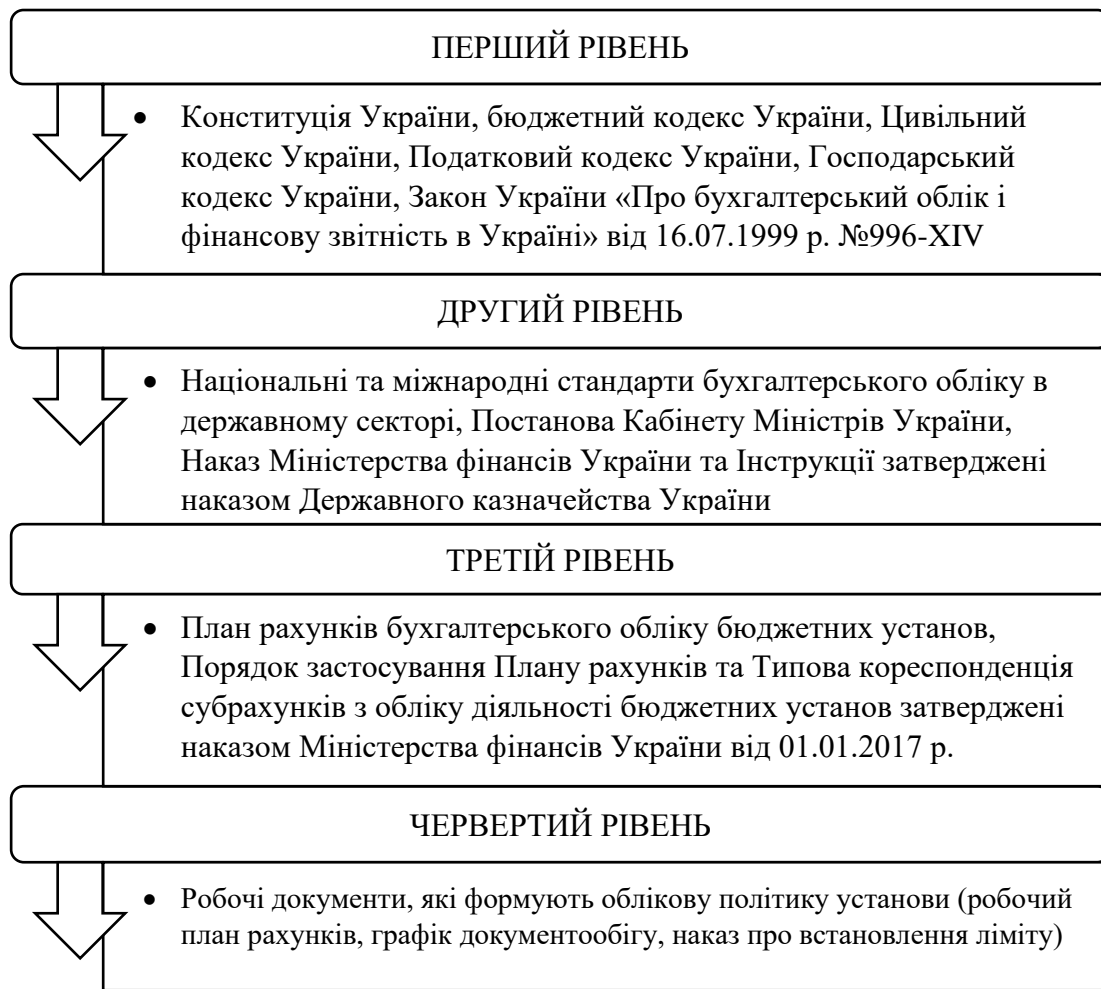 ПЕРШИЙ РІВЕНЬ
• Конституція України, бюджетний кодекс України, Цивільний
кодекс України, Податковий кодекс України, Господарський
кодекс України, Закон України «Про бухгалтерський облік і
фінансову звітність в Україні» від 16.07.1999 р. №996-XIV
ДРУГИЙ РІВЕНЬ
• Національні та міжнародні стандарти бухгалтерського обліку в
державному секторі, Постанова Кабінету Міністрів України,
Наказ Міністерства фінансів України та Інструкції затверджені
наказом Державного казначейства України
ТРЕТІЙ РІВЕНЬ
• План рахунків бухгалтерського обліку бюджетних установ,
Порядок застосування Плану рахунків та Типова кореспонденція
субрахунків з обліку діяльності бюджетних установ затверджені
наказом Міністерства фінансів України від 01.01.2017 р.
ЧЕРВЕРТИЙ РІВЕНЬ
• Робочі документи, які формують облікову політику установи (робочий
план рахунків, графік документообігу, наказ про встановлення ліміту)